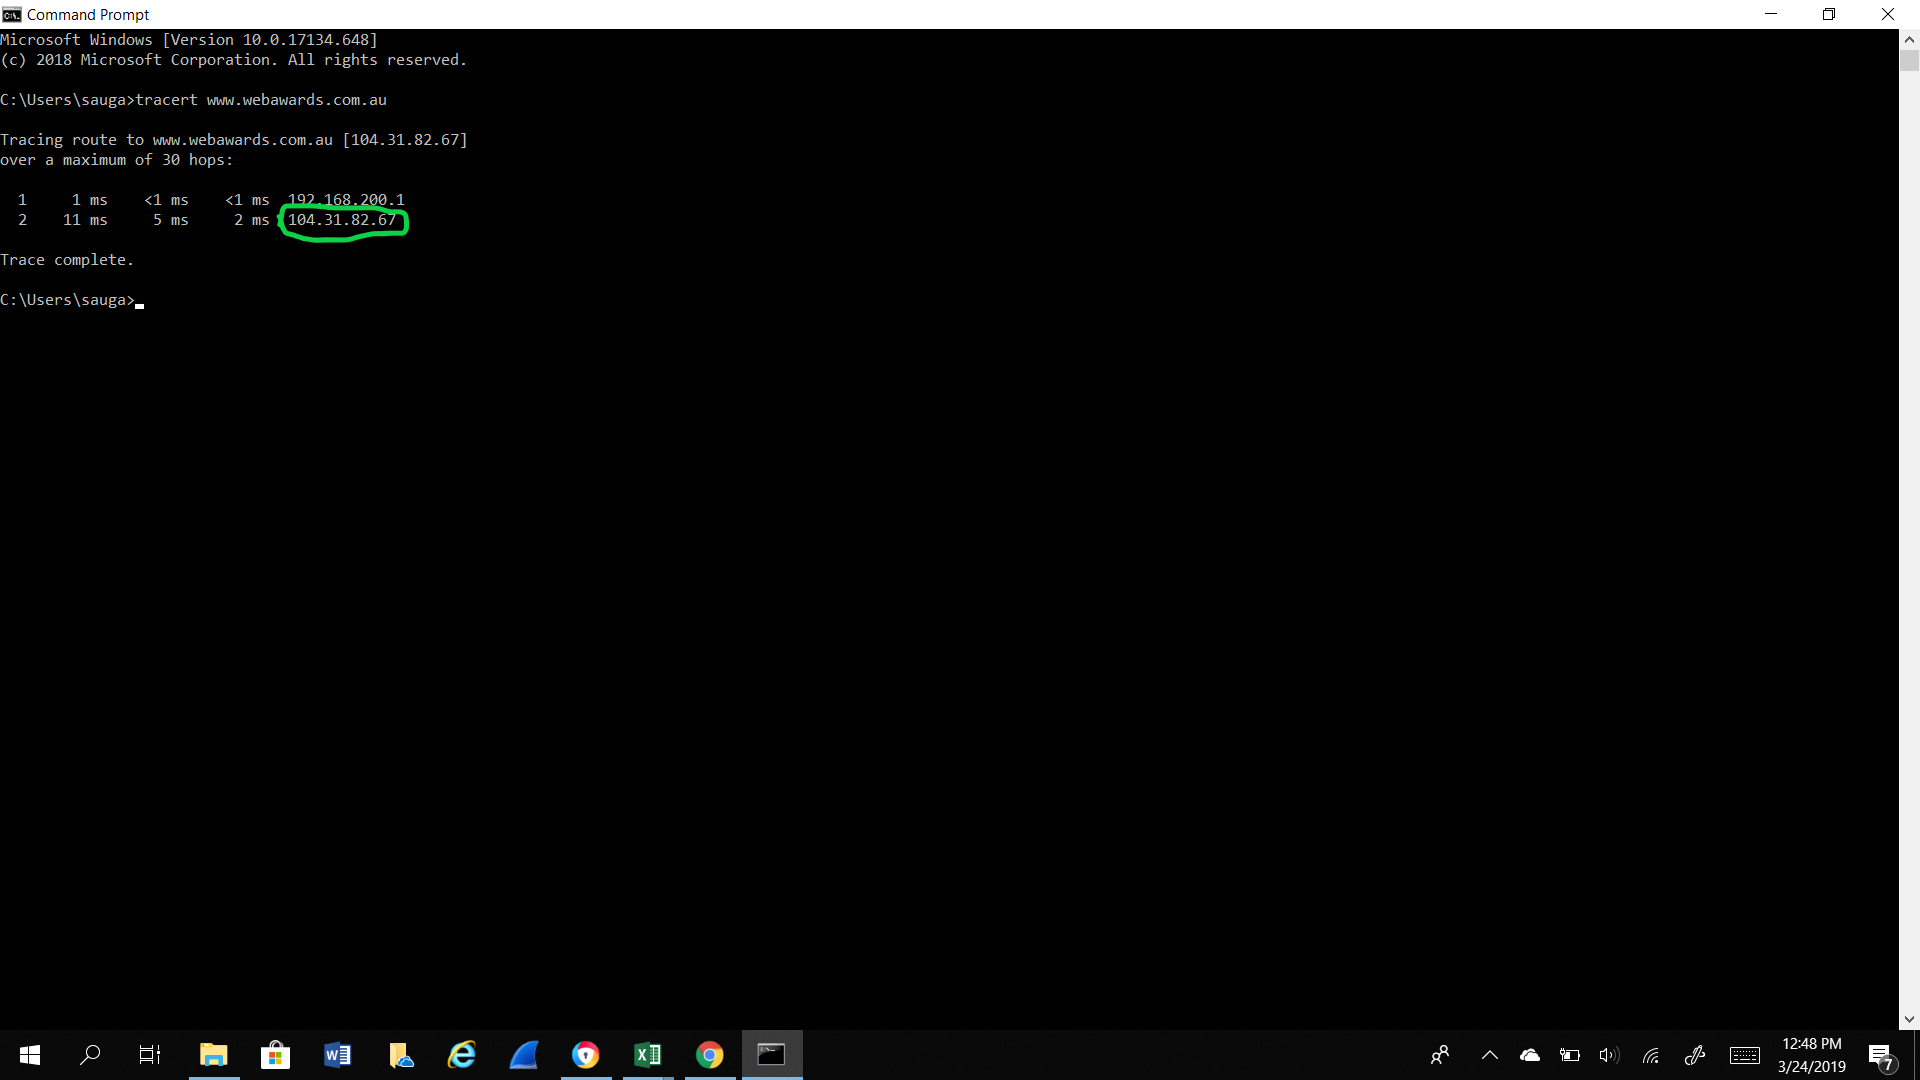 Command Prompt
Microsoft Windows [Version 10.0.17134.648]
(c) 2018 Microsoft Corporation. All rights reserved.
C:\Users\sauga>tracert www.webawards.com.au
Tracing route to www.webawards.com.au [104.31.82.67]
over a maximum of 30 hops:
1 1 ms <1 ms <1 ms 192.168.200.1
2 11 ms 5 ms 2 ms 104.31.82.67
Trace complete.
C:\Users\sauga>
12:48 PM
3/24/2019
7